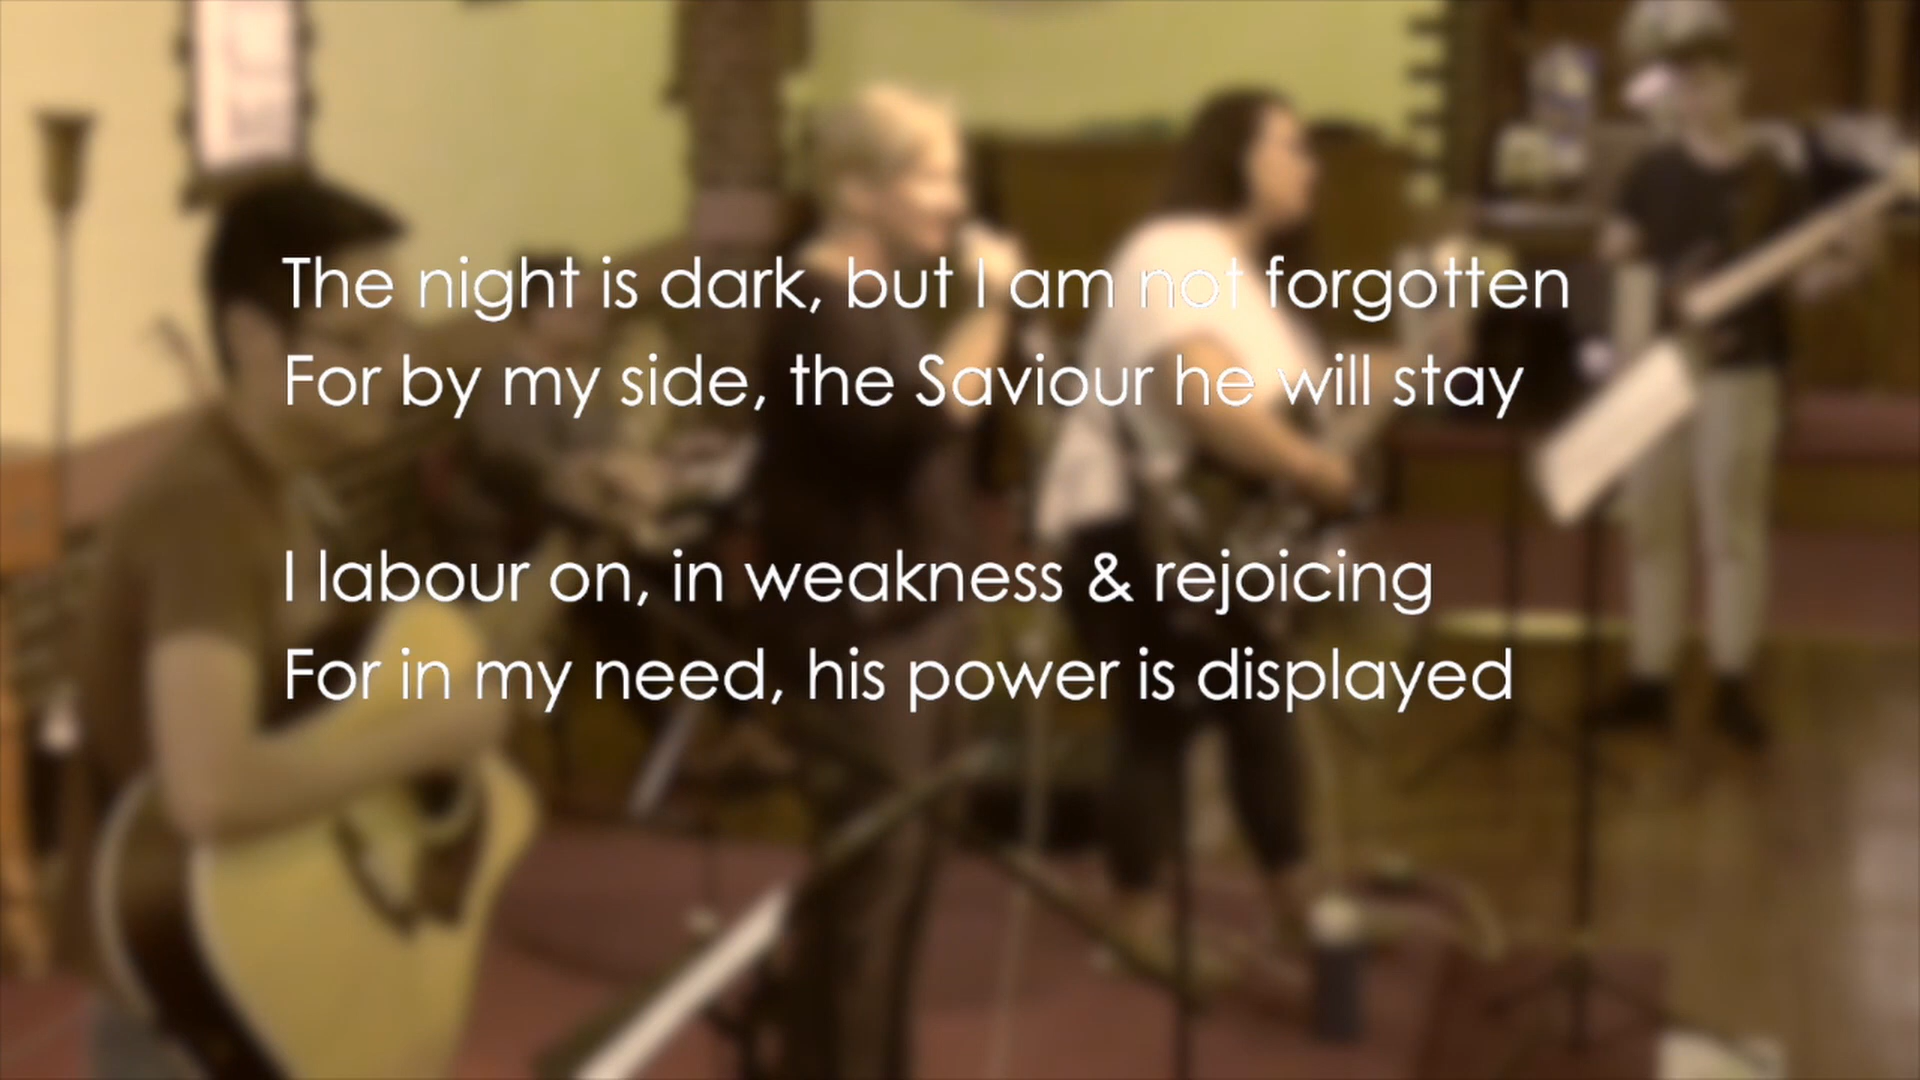 The night is dark, but I am not forgotten
For by my side, the Saviour he will stay
I labour on, in weakness & rejoicing
For in my need, his power is displayed